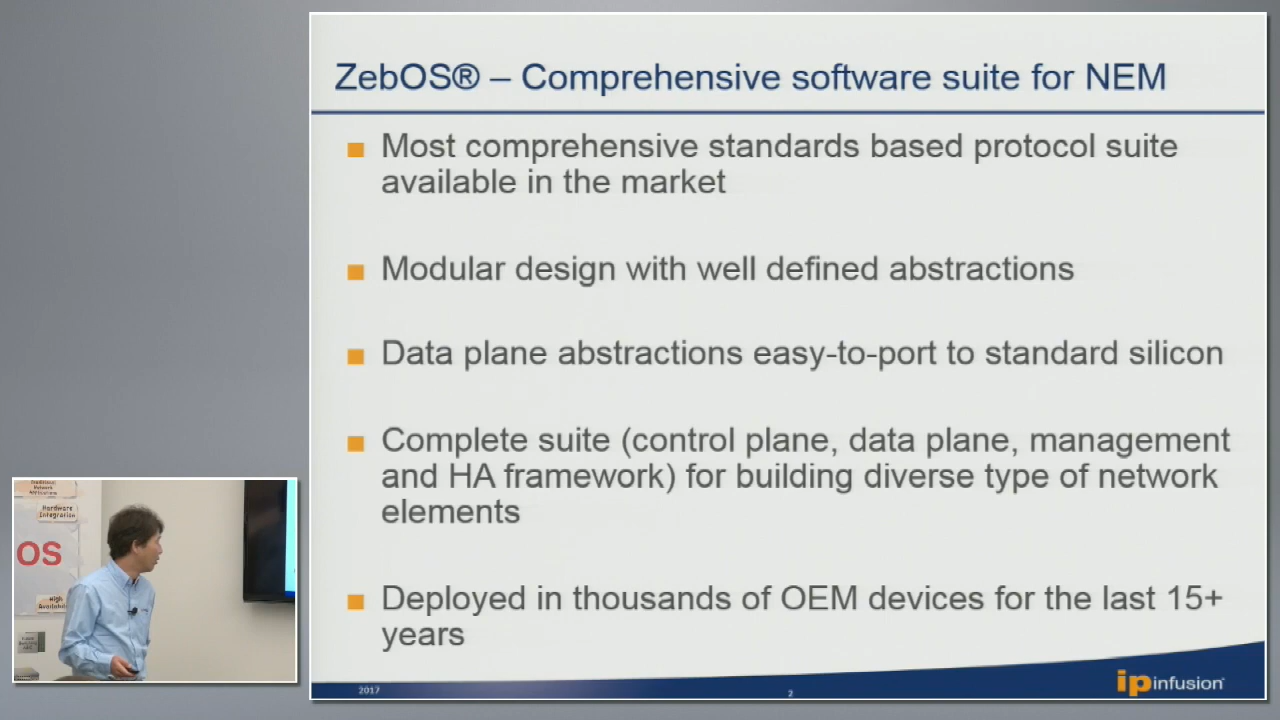 ZebOS® – Comprehensive software suite for NEM
Most comprehensive standards based protocol suite
available in the market
Modular design with well defined abstractions
Data plane abstractions easy-to-port to standard silicon
Complete suite (control plane, data plane, management
and HA framework) for building diverse type of network
elements
Deployed in thousands of OEM devices for the last 15+
years
2017
2
ipinfusion
Traditional
Network
Applications
Hardware
Integration
OS
High